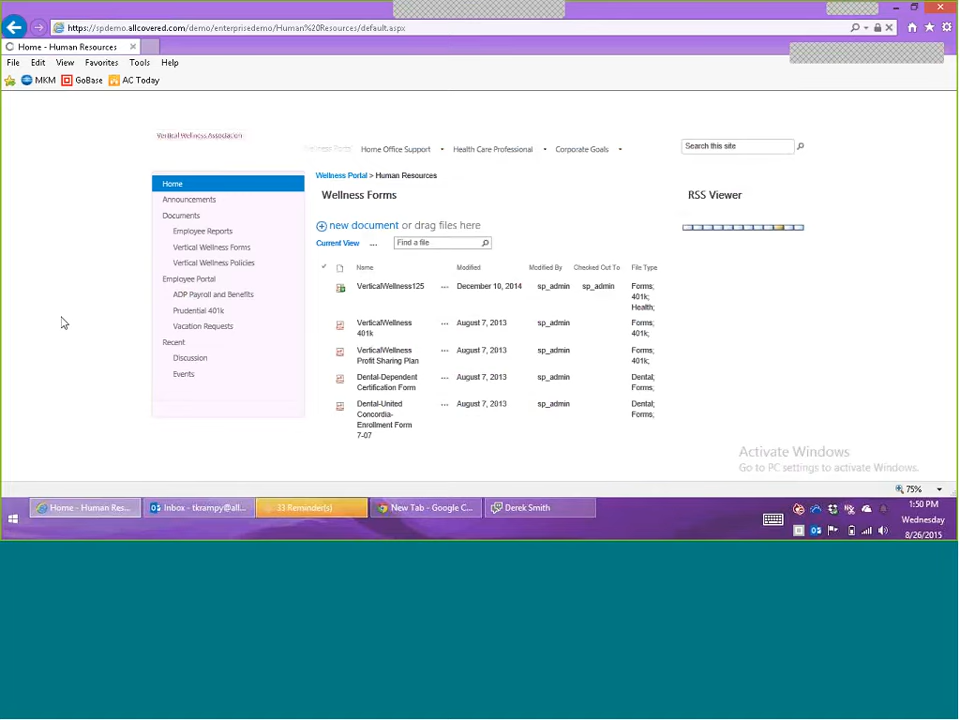 https://spdemo.allcovered.com/demo/enterprisedemo/Human%20Resources/default.aspx
Home - Human Resources
File Edit View Favorites Tools Help
MKM GoBase AC Today
Vertical Wellness Association
Wellness Portal Home Office Support Health Care Professional Corporate Goals
Search this site
Home
Announcements
Documents
Employee Reports
Vertical Wellness Forms
Vertical Wellness Policies
Employee Portal
ADP Payroll and Benefits
Prudential 401k
Vacation Requests
Recent
Discussion
Events
Wellness Portal > Human Resources
Wellness Forms
new document or drag files here
Current View ... Find a file
Name Modified Modified By Checked Out To File Type
VerticalWellness125 ... December 10, 2014 sp_admin sp_admin Forms;
401k;
Health;
VerticalWellness ... August 7, 2013 sp_admin Forms;
401k 401k;
VerticalWellness ... August 7, 2013 sp_admin Forms;
Profit Sharing Plan 401k;
Dental-Dependent ... August 7, 2013 sp_admin Dental;
Certification Form Forms;
Dental-United ... August 7, 2013 sp_admin Dental;
Concordia- Forms;
Enrollment Form
7-07
RSS Viewer
Activate Windows
Go to PC settings to activate Windows.
75%
Home - Human Res...
Inbox - tkrampy@all...
33 Reminder(s)
New Tab - Google C...
Derek Smith
1:50 PM
Wednesday
8/26/2015